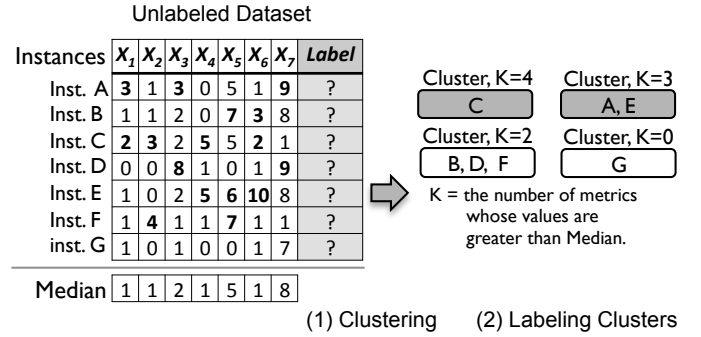 Unlabeled Dataset
Instances X1 X2 X3 X4 X5 X6 X7 Label
Inst. A 3 1 3 0 5 1 9 ?
Inst. B 1 1 2 0 7 3 8 ?
Inst. C 2 3 2 5 5 2 1 ?
Inst. D 0 0 8 1 0 1 9 ?
Inst. E 1 0 2 5 6 10 8 ?
Inst. F 1 4 1 1 7 1 1 ?
inst. G 1 0 1 0 0 1 7 ?
Median 1 1 2 1 5 1 8
Cluster, K=4 Cluster, K=3
C A, E
Cluster, K=2 Cluster, K=0
B, D, F G
K = the number of metrics
whose values are
greater than Median.
(1) Clustering (2) Labeling Clusters